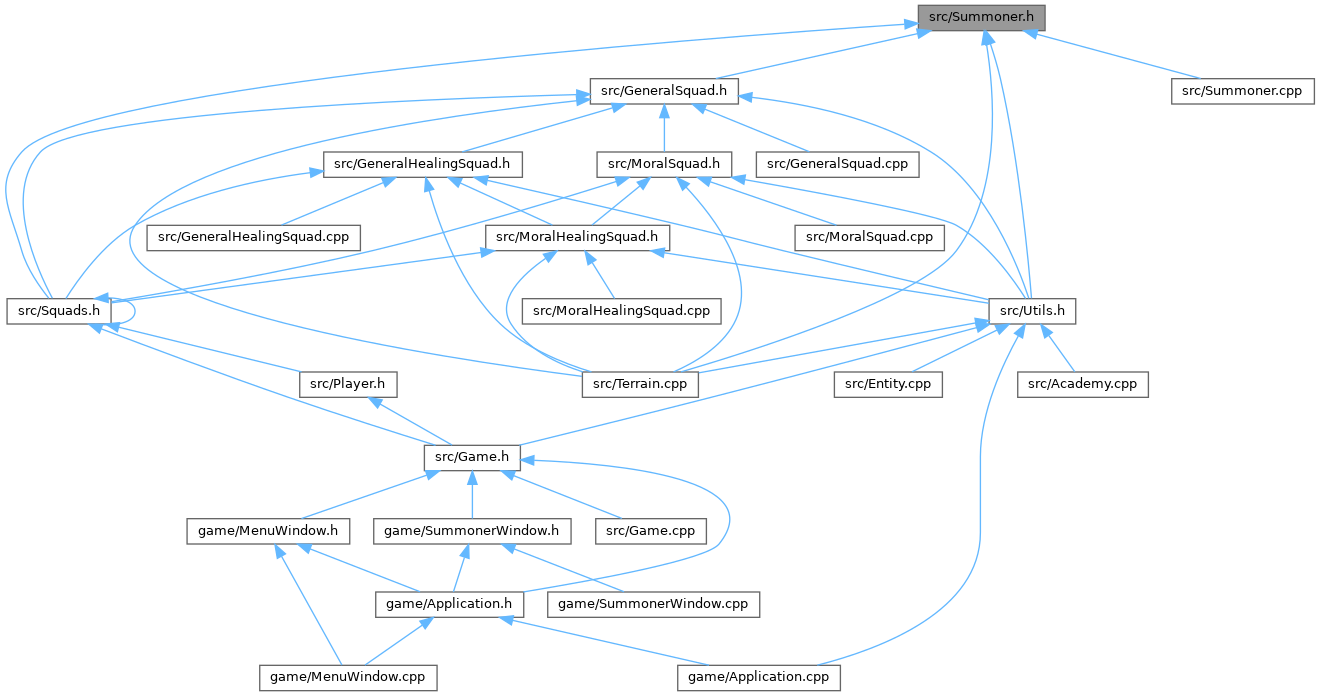 src/Summoner.h
src/GeneralSquad.h
src/Summoner.cpp
src/GeneralHealingSquad.h
src/MoralSquad.h
src/GeneralSquad.cpp
src/GeneralHealingSquad.cpp
src/MoralHealingSquad.h
src/MoralSquad.cpp
src/Squads.h
src/MoralHealingSquad.cpp
src/Utils.h
src/Player.h
src/Terrain.cpp
src/Entity.cpp
src/Academy.cpp
src/Game.h
game/MenuWindow.h
game/SummonerWindow.h
src/Game.cpp
game/Application.h
game/SummonerWindow.cpp
game/MenuWindow.cpp
game/Application.cpp